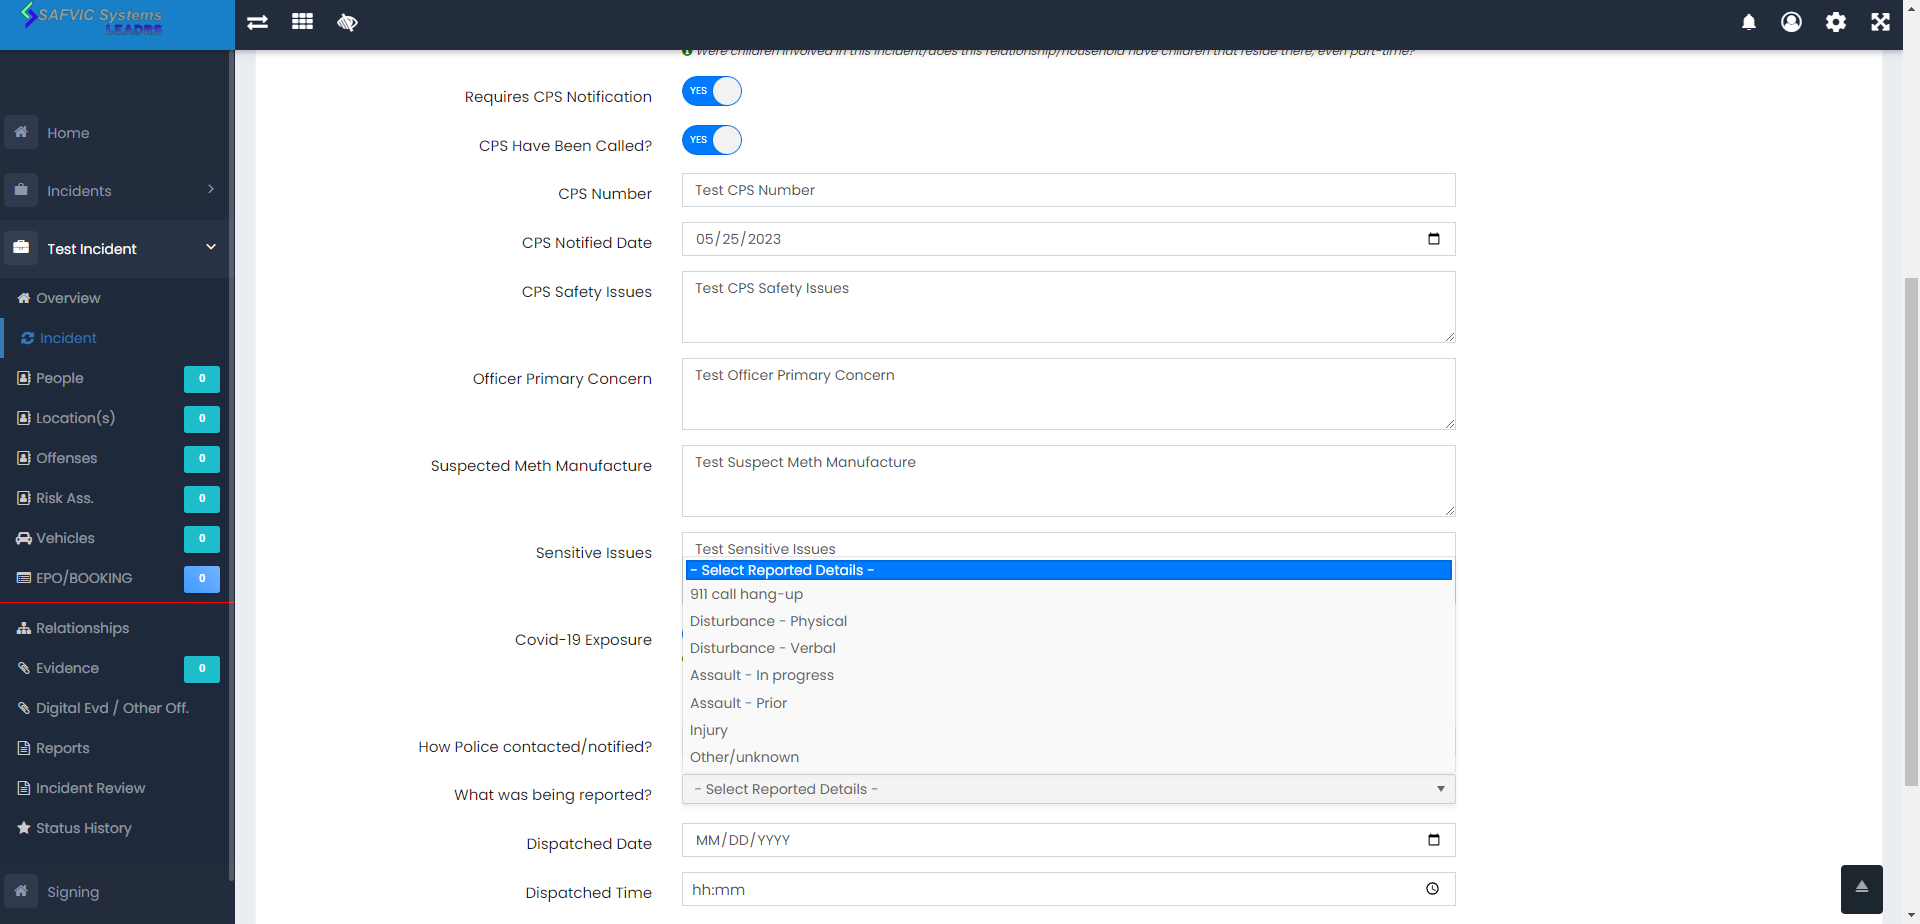 SAFVIC Systems
LEADRS
Were children involved in this incident/does this relationship/household have children that reside there, even part-time?
Requires CPS Notification
YES
CPS Have Been Called?
YES
CPS Number
Test CPS Number
CPS Notified Date
05/25/2023
CPS Safety Issues
Test CPS Safety Issues
Officer Primary Concern
Test Officer Primary Concern
Suspected Meth Manufacture
Test Suspect Meth Manufacture
Sensitive Issues
Test Sensitive Issues
- Select Reported Details -
911 call hang-up
Disturbance - Physical
Disturbance - Verbal
Assault - In progress
Assault - Prior
Injury
Other/unknown
Covid-19 Exposure
How Police contacted/notified?
What was being reported?
- Select Reported Details -
Dispatched Date
MM/DD/YYYY
Dispatched Time
hh:mm
Home
Incidents
Test Incident
Overview
Incident
People 0
Location(s) 0
Offenses 0
Risk Ass. 0
Vehicles 0
EPO/BOOKING 0
Relationships
Evidence 0
Digital Evd / Other Off.
Reports
Incident Review
Status History
Signing